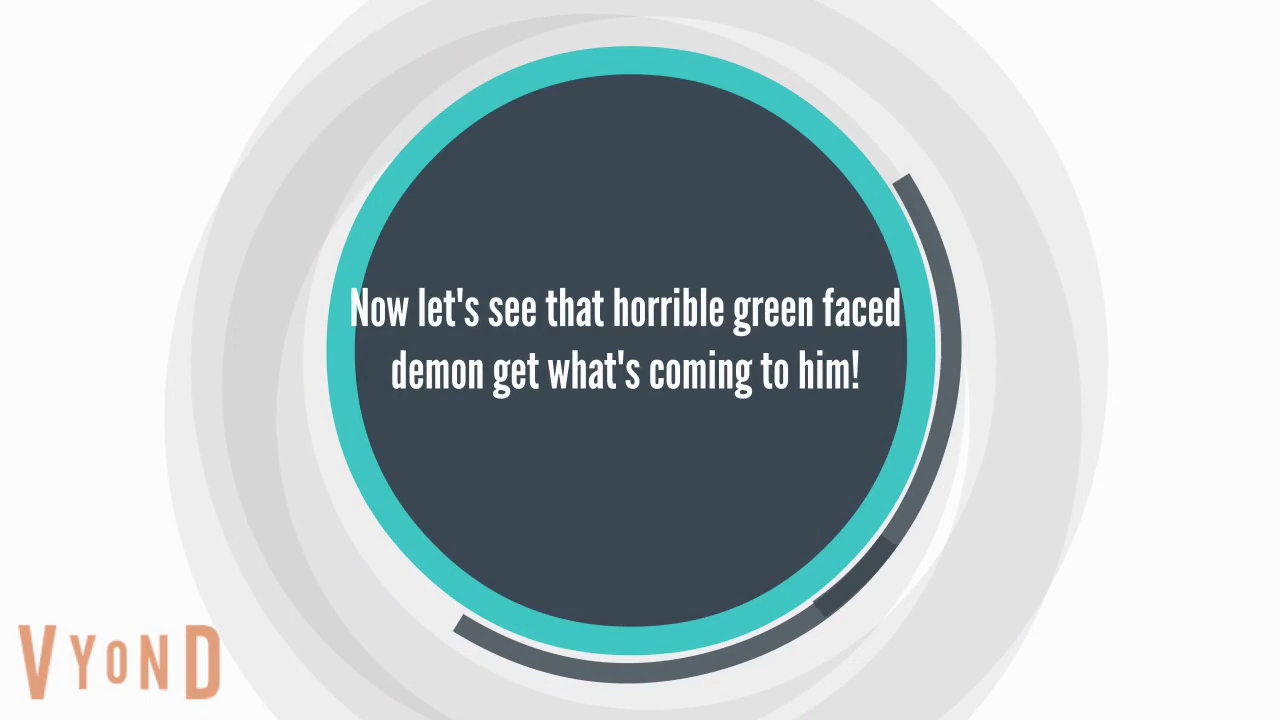 Now let's see that horrible green faced
demon get what's coming to him!
VYOND